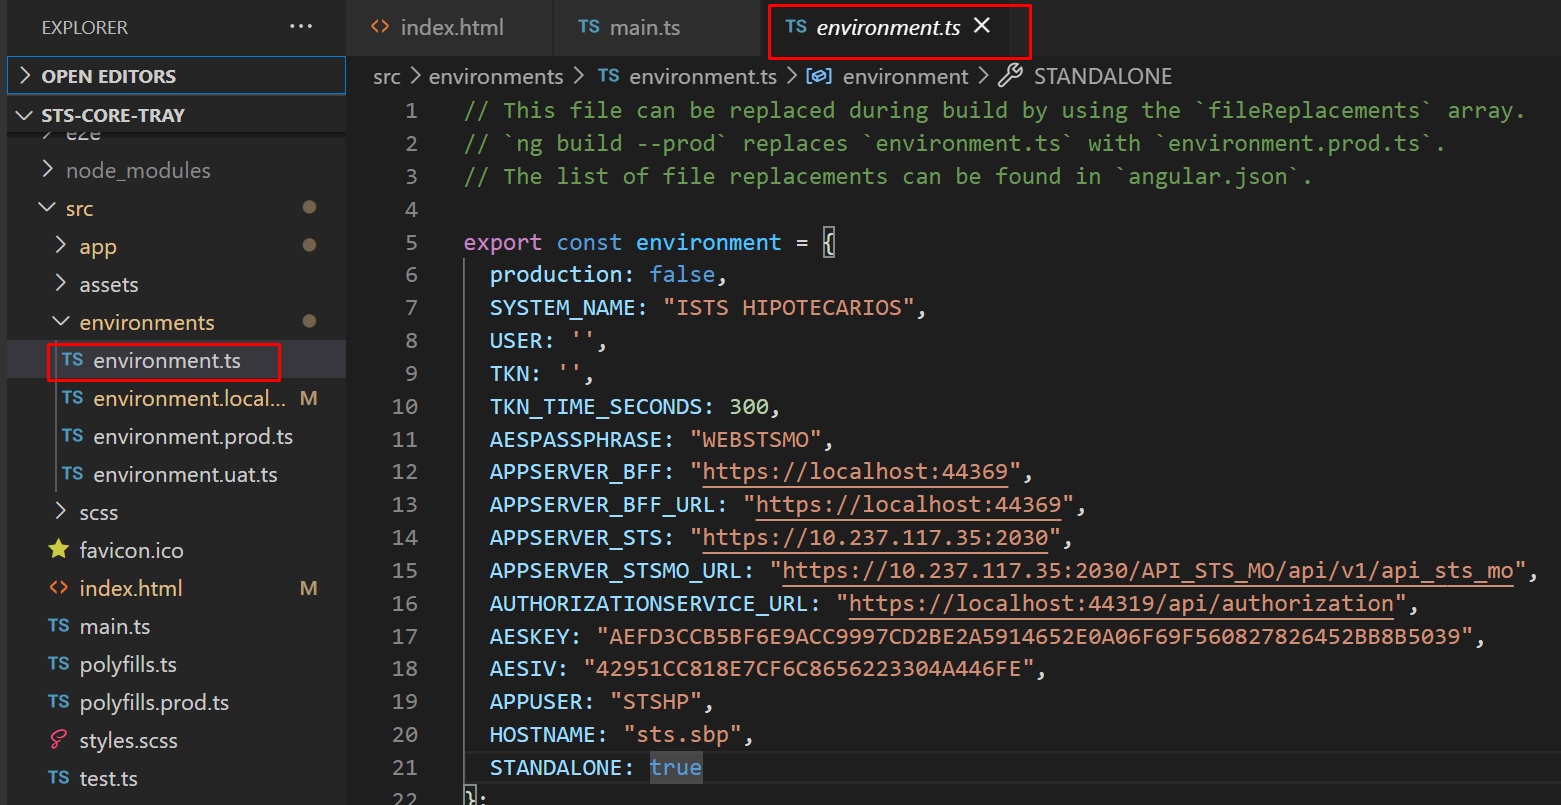 EXPLORER ···
OPEN EDITORS
STS-CORE-TRAY
e2e
node_modules
src
app
assets
environments
TS environment.ts
TS environment.local... M
TS environment.prod.ts
TS environment.uat.ts
scss
favicon.ico
<> index.html M
TS main.ts
TS polyfills.ts
TS polyfills.prod.ts
styles.scss
TS test.ts
<> index.html
TS main.ts
TS environment.ts
src > environments > TS environment.ts > environment > STANDALONE
1 // This file can be replaced during build by using the `fileReplacements` array.
2 // `ng build --prod` replaces `environment.ts` with `environment.prod.ts`.
3 // The list of file replacements can be found in `angular.json`.
4
5 export const environment = {
6 production: false,
7 SYSTEM_NAME: "ISTS HIPOTECARIOS",
8 USER: '',
9 TKN: '',
10 TKN_TIME_SECONDS: 300,
11 AESPASSPHRASE: "WEBSTSMO",
12 APPSERVER_BFF: "https://localhost:44369",
13 APPSERVER_BFF_URL: "https://localhost:44369",
14 APPSERVER_STS: "https://10.237.117.35:2030",
15 APPSERVER_STSMO_URL: "https://10.237.117.35:2030/API_STS_MO/api/v1/api_sts_mo",
16 AUTHORIZATIONSERVICE_URL: "https://localhost:44319/api/authorization",
17 AESKEY: "AEFD3CCB5BF6E9ACC9997CD2BE2A5914652E0A06F69F560827826452BB8B5039",
18 AESIV: "42951CC818E7CF6C8656223304A446FE",
19 APPUSER: "STSHP",
20 HOSTNAME: "sts.sbp",
21 STANDALONE: true
22 };